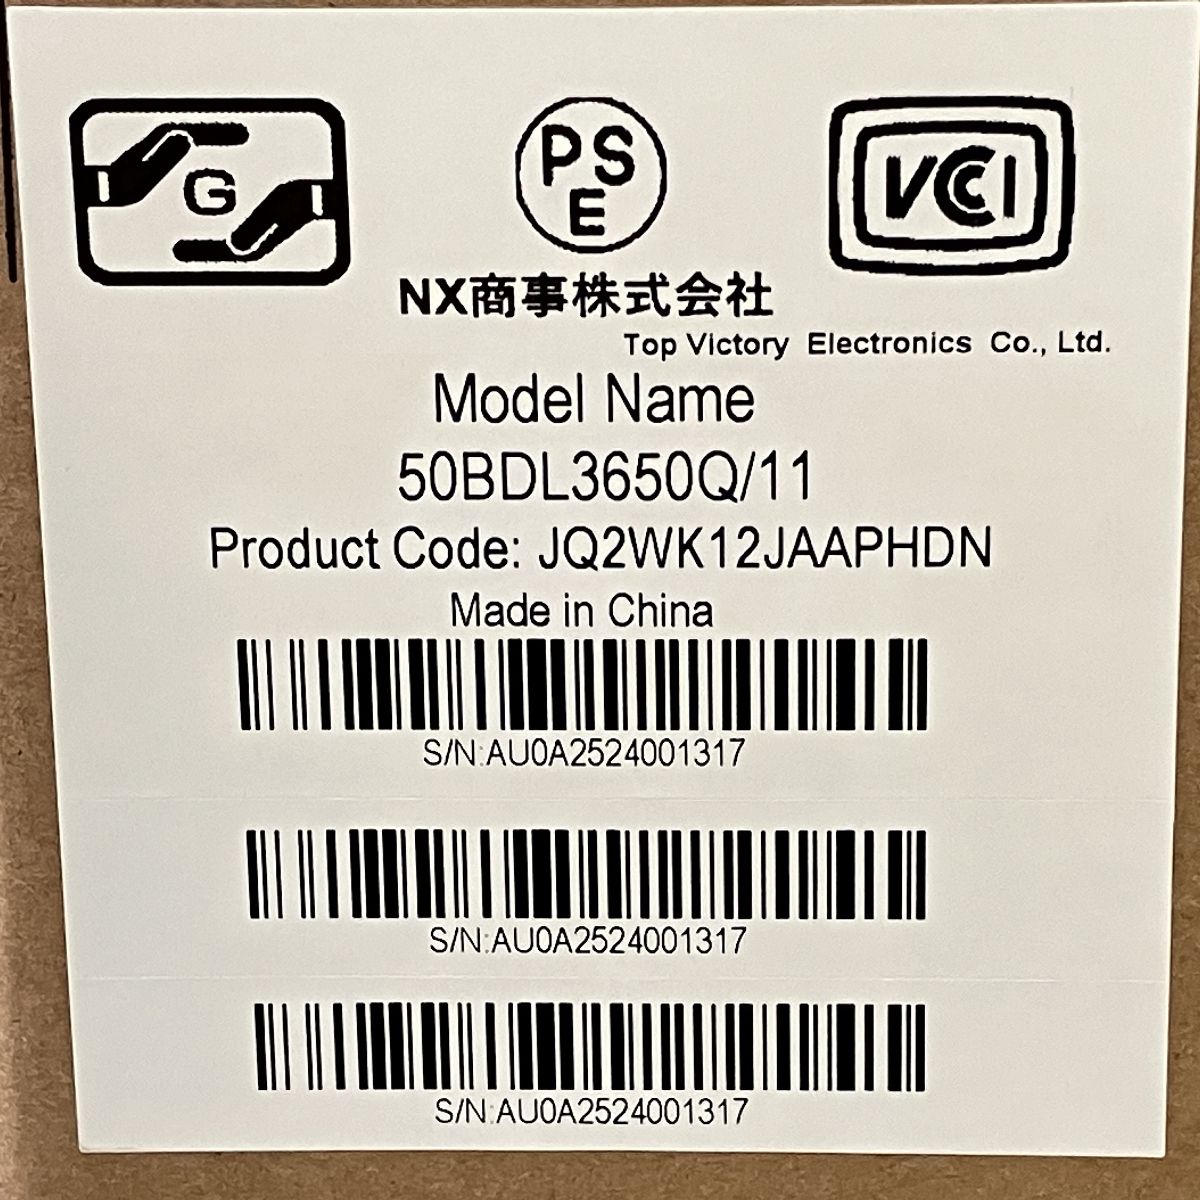 G
PS
E
VCCI
NX商事株式会社
Top Victory Electronics Co., Ltd.
Model Name
50BDL3650Q/11
Product Code: JQ2WK12JAAPHDN
Made in China
S/N:AU0A2524001317
S/N:AU0A2524001317
S/N:AU0A2524001317